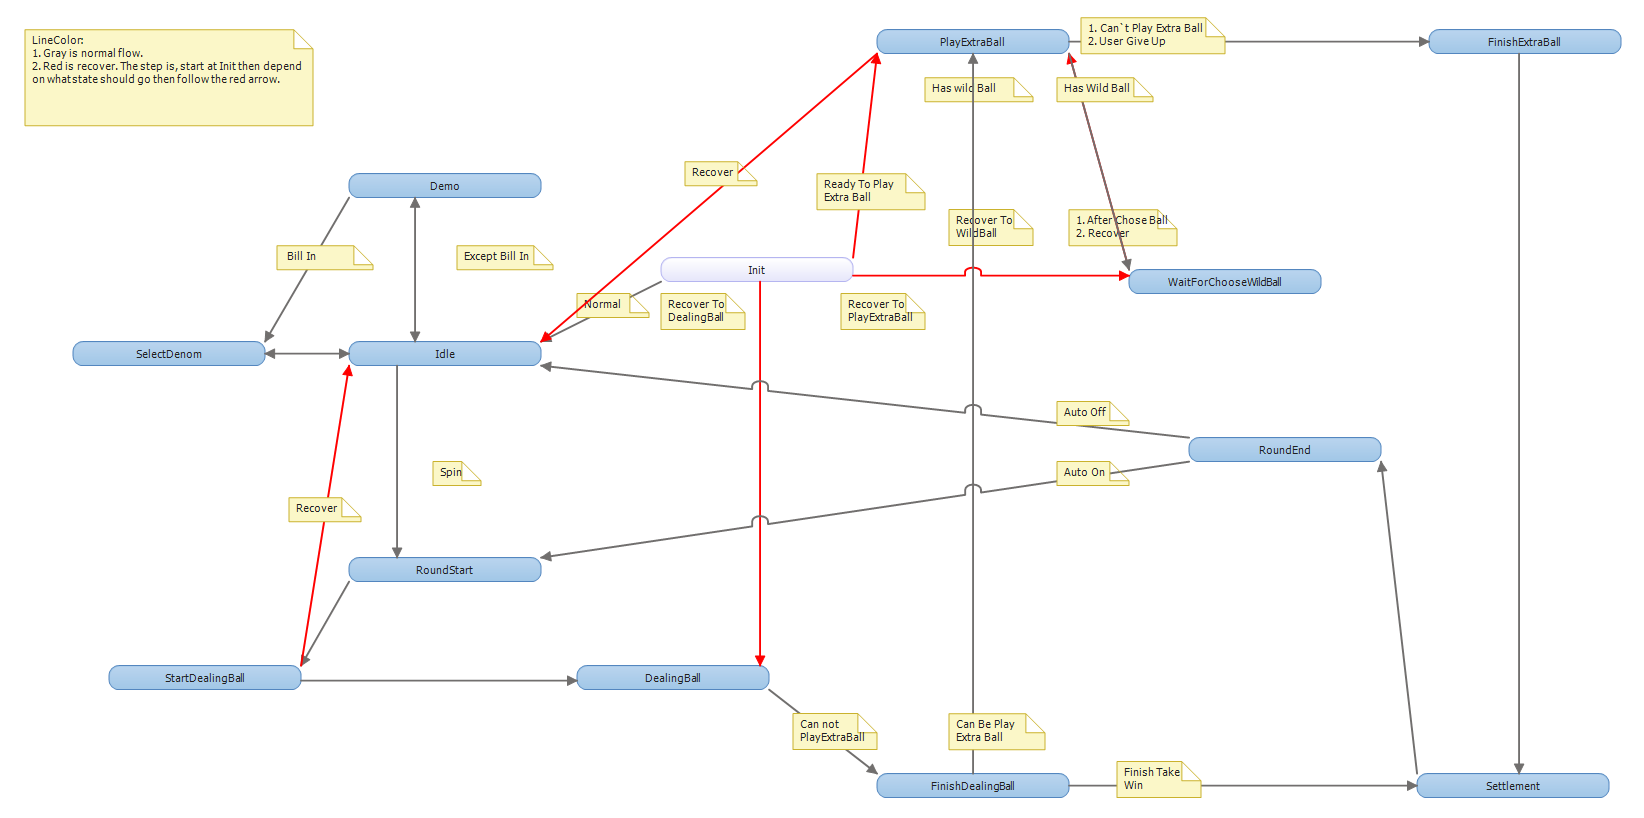 LineColor:
1. Gray is normal flow.
2. Red is recover. The step is, start at Init then depend
on what state should go then follow the red arrow.
PlayExtraBall
1. Can`t Play Extra Ball
2. User Give Up
FinishExtraBall
Has wild Ball
Has Wild Ball
Recover
Demo
Ready To Play
Extra Ball
Recover To
WildBall
1. After Chose Ball
2. Recover
Bill In
Except Bill In
Init
WaitForChooseWildBall
Normal
Recover To
DealingBall
Recover To
PlayExtraBall
SelectDenom
Idle
Auto Off
RoundEnd
Spin
Auto On
Recover
RoundStart
StartDealingBall
DealingBall
Can not
PlayExtraBall
Can Be Play
Extra Ball
FinishDealingBall
Finish Take
Win
Settlement